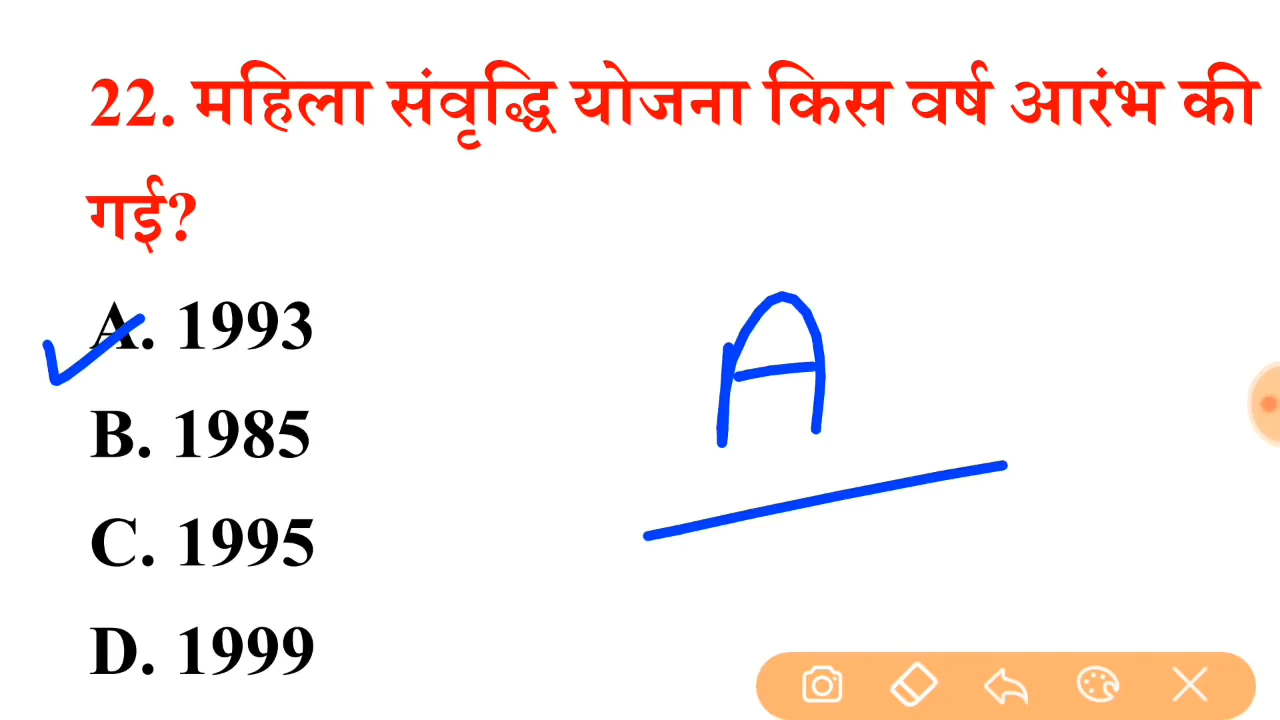 22. महिला संवृद्धि योजना किस वर्ष आरंभ की
गई?
A. 1993
A
B. 1985
C. 1995
D. 1999